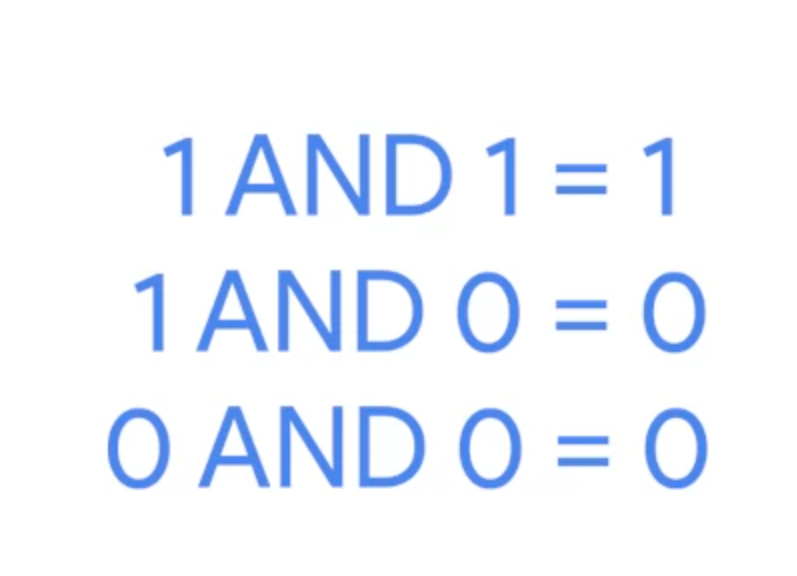 1 AND 1 = 1
1 AND 0 = 0
0 AND 0 = 0